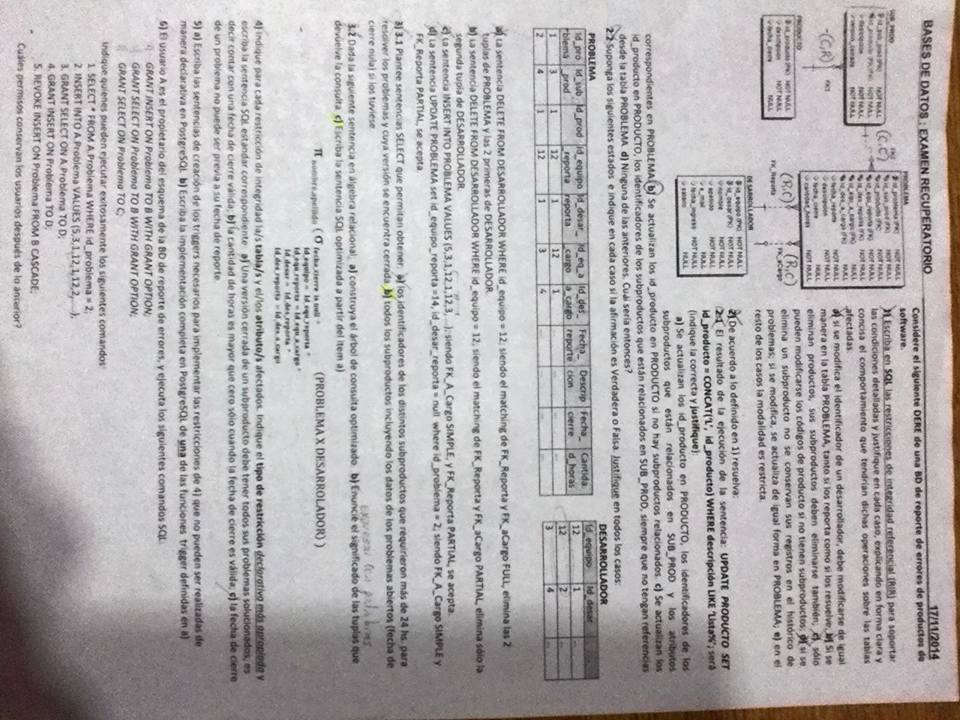 BASES DE DATOS : EXAMEN RECUPERATORIO
17/11/2014
Considere el siguiente DERE de una BD de reporte de errores de productos de
software.
1) Escriba en SQL las restricciones de integridad referencial (RIR) para soportar
las condiciones detalladas y justifique en cada caso, explicando en forma clara y
concisa el comportamiento que tendrían dichas operaciones sobre las tablas
afectadas:
a) si se modifica el identificador de un desarrollador, debe modificarse de igual
manera en la tabla PROBLEMA, tanto si los reporta como si los resuelve; b) Si se
eliminan productos, sus subproductos deben eliminarse también; c) sólo
pueden modificarse los códigos de producto si no tienen subproductos; d) si se
elimina un subproducto no se conservan sus registros en el histórico de
problemas; si se modifica, se actualiza de igual forma en PROBLEMA; e) en el
resto de los casos la modalidad es restricta.
SUB_PROD
id_sub_prod (PK) NOT NULL
id_producto (PK)(FK) NOT NULL
descripcion NOT NULL
version_cerrada NOT NULL
FK2
(C,C)
PROBLEMA
id_problema (PK) NOT NULL
id_sub_prod (FK) NOT NULL
id_producto (FK) NOT NULL
id_equ_reporta (FK) NOT NULL
id_des_reporta (FK) NOT NULL
id_equ_a_cargo (FK) NULL
id_des_a_cargo (FK) NULL
fecha_reporte NOT NULL
descripcion NOT NULL
fecha_cierre NULL
cantidad_horas NOT NULL
(C,R)
FK1
PRODUCTO
id_producto (PK) NOT NULL
descripcion NOT NULL
fecha_cierre NULL
(R,C)
(R,C)
FK_Reporta
FK_aCargo
DESARROLLADOR
id_equipo (PK) NOT NULL
id_desar (PK) NOT NULL
nombre NOT NULL
apellido NOT NULL
e_mail NULL
fecha_ingreso NOT NULL
salario NULL
2) De acuerdo a lo definido en 1) resuelva:
2.1 El resultado de la ejecución de la sentencia: UPDATE PRODUCTO SET
id_producto = CONCAT('L', id_producto) WHERE descripción LIKE 'Lista%'; será
(indique la correcta y justifique):
a) Se actualizan los id_producto en PRODUCTO, los identificadores de los
subproductos que están relacionados en SUB_PROD y los atributos
correspondientes en PROBLEMA. b) Se actualizan los id_producto en PRODUCTO si no hay subproductos relacionados. c) Se actualizan los
id_producto en PRODUCTO, los identificadores de los subproductos que están relacionados en SUB_PROD, siempre que no tengan referencias
desde la tabla PROBLEMA. d) Ninguna de las anteriores. Cuál sería entonces?
2.2 Suponga los siguientes estados e indique en cada caso si la afirmación es Verdadera o Falsa. Justifique en todos los casos:
PROBLEMA
Id_pro blema Id_sub _prod Id_prod Id_equipo _reporta Id_desar_ reporta Id_eq_a _cargo Id_des_ a_cargo Fecha_ reporte Descrip cion Fecha_ cierre Cantida d_horas
1 3 1 12 1 12 1 ... ... ... ...
2 4 1 12 1 3 4 ... ... ... ...
DESARROLLADOR
Id_equipo Id_desar ...
12 1 ...
12 2 ...
3 4 ...
a) La sentencia DELETE FROM DESARROLLADOR WHERE id_equipo = 12; siendo el matching de FK_Reporta y FK_aCargo FULL, elimina las 2
tuplas de PROBLEMA y las 2 primeras de DESARROLLADOR.
b) La sentencia DELETE FROM DESARROLLADOR WHERE id_equipo = 12; siendo el matching de FK_Reporta y FK_aCargo PARTIAL, elimina sólo la
segunda tupla de DESARROLLADOR.
c) La sentencia INSERT INTO PROBLEMA VALUES (5,3,1,12,1,12,3, ...); siendo FK_A_Cargo SIMPLE, y FK_Reporta PARTIAL, se acepta.
d) La sentencia UPDATE PROBLEMA set id_equipo_reporta =14, id_desar_reporta = null where id_problema = 2; siendo FK_A_Cargo SIMPLE y
FK_Reporta PARTIAL, se acepta.
3) 3.1 Plantee sentencias SELECT que permitan obtener: a) los identificadores de los distintos subproductos que requirieron más de 24 hs. para
resolver los problemas y cuya versión se encuentra cerrada. b) todos los subproductos incluyendo los datos de los problemas abiertos (fecha de
cierre nula) si los tuviese.
expresar con palabras
3.2 Dada la siguiente sentencia en álgebra relacional, a) construya el árbol de consulta optimizado. b) Enuncie el significado de las tuplas que
devuelve la consulta. c) Escriba la sentencia SQL optimizada a partir del item a)
π nombre,apellido ( σ fecha_cierre is null ^ (PROBLEMA X DESARROLADOR) )
id_equipo = id_equ_reporta ^
id_equ_reporta = id_equ_a_cargo ^
id_desar = id_des_reporta ^
id_des_reporta = id_des_a_cargo
4) Indique para cada restricción de integridad la/s tabla/s y el/los atributo/s afectados. Indique el tipo de restricción declarativa más apropiada y
escriba la sentencia SQL estandar correspondiente: a) Una versión cerrada de un subproducto debe tener todos sus problemas solucionados, es
decir contar con una fecha de cierre válida; b) la cantidad de horas es mayor que cero sólo cuando la fecha de cierre es válida; c) la fecha de cierre
de un problema no puede ser previa a su fecha de reporte.
5) a) Escriba las sentencias de creación de los triggers necesarios para implementar las restricciones de 4) que no pueden ser realizadas de
manera declarativa en PostgreSQL. b) Escriba la implementación completa en PostgreSQL de una de las funciones trigger definidas en a)
6) El usuario A es el propietario del esquema de la BD de reporte de errores, y ejecuta los siguientes comandos SQL:
GRANT INSERT ON Problema TO B WITH GRANT OPTION;
GRANT SELECT ON Problema TO B WITH GRANT OPTION;
GRANT SELECT ON Problema TO C;
Indique quienes pueden ejecutar exitosamente los siguientes comandos:
1. SELECT * FROM A.Problema WHERE id_problema = 2;
2. INSERT INTO A.Problema VALUES (5,3,1,12,1,12,2,....);
3. GRANT SELECT ON A.Problema TO D;
4. GRANT INSERT ON Problema TO D;
5. REVOKE INSERT ON Problema FROM B CASCADE;
Cuáles permisos conservan los usuarios después de lo anterior?